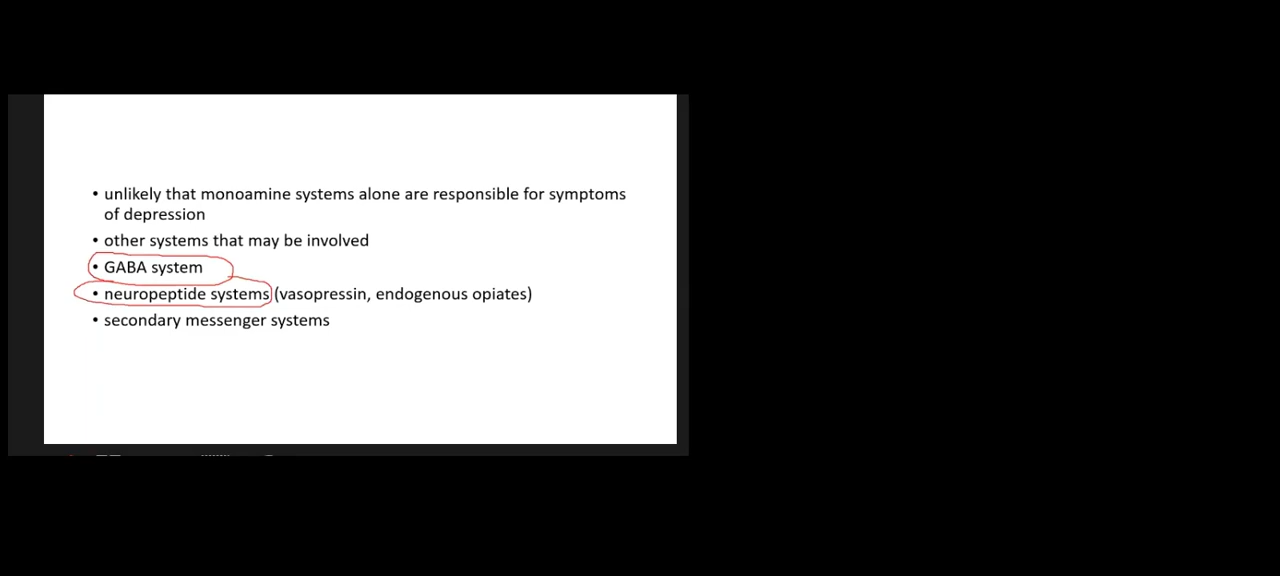 • unlikely that monoamine systems alone are responsible for symptoms
of depression
• other systems that may be involved
• GABA system
• neuropeptide systems (vasopressin, endogenous opiates)
• secondary messenger systems